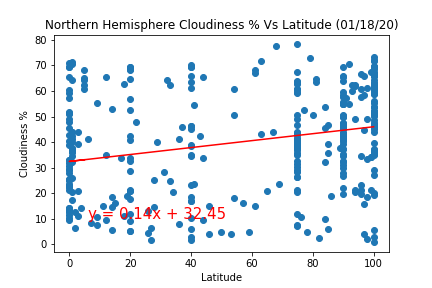 Northern Hemisphere Cloudiness % Vs Latitude (01/18/20)
80
70
60
50
40
30
20
10
0
Cloudiness %
y = 0.14x + 32.45
0 20 40 60 80 100
Latitude